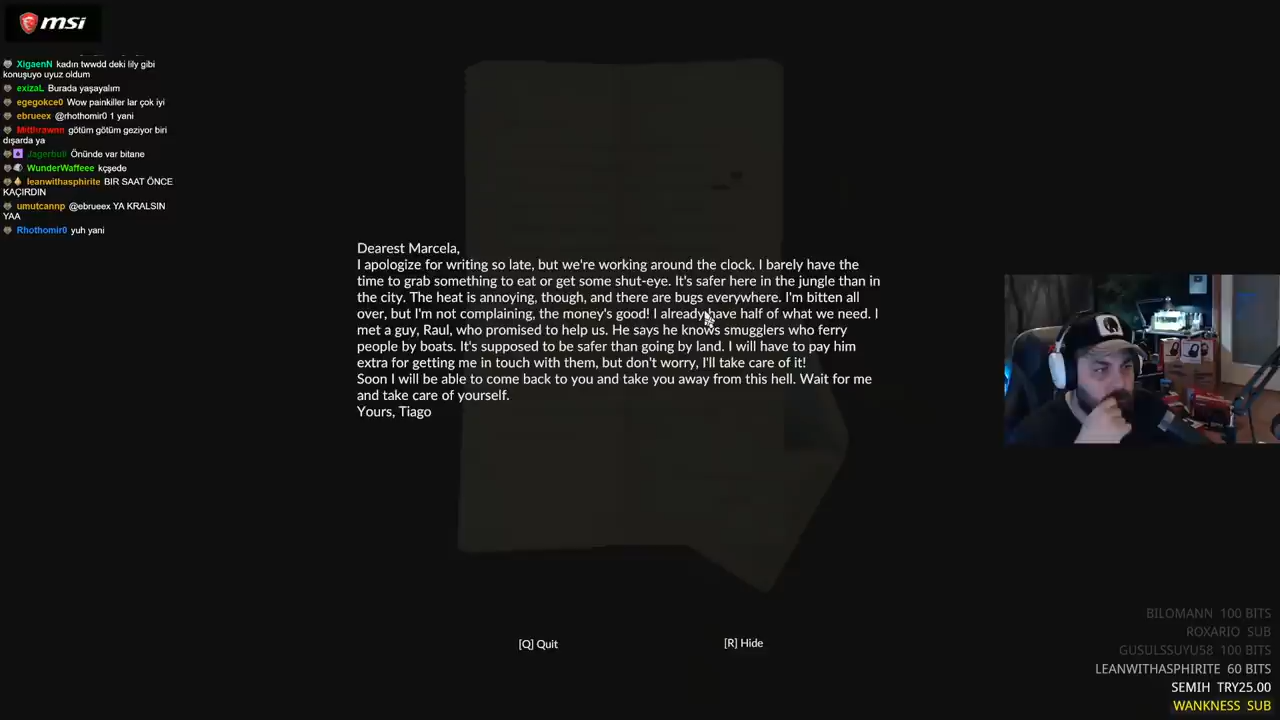 msi
XigaenN kadın twwdd deki lily gibi
konuşuyo uyuz oldum
exizaL Burada yaşayalım
egegokce0 Wow painkiller lar çok iyi
ebrueex @rhothomir0 1 yani
Mitthrawnn götüm götüm geziyor biri
dışarda ya
Jagerbuli Önünde var bitane
WunderWaffeee kçşede
leanwithasphirite BIR SAAT ÖNCE
KAÇIRDIN
umutcannp @ebrueex YA KRALSIN
YAA
Rhothomir0 yuh yani
Dearest Marcela,
I apologize for writing so late, but we're working around the clock. I barely have the
time to grab something to eat or get some shut-eye. It's safer here in the jungle than in
the city. The heat is annoying, though, and there are bugs everywhere. I'm bitten all
over, but I'm not complaining, the money's good! I already have half of what we need. I
met a guy, Raul, who promised to help us. He says he knows smugglers who ferry
people by boats. It's supposed to be safer than going by land. I will have to pay him
extra for getting me in touch with them, but don't worry, I'll take care of it!
Soon I will be able to come back to you and take you away from this hell. Wait for me
and take care of yourself.
Yours, Tiago
[Q] Quit
[R] Hide
BILOMANN 100 BITS
ROXARIO SUB
GUSULSSUYU58 100 BITS
LEANWITHASPHIRITE 60 BITS
SEMIH TRY25.00
WANKNESS SUB